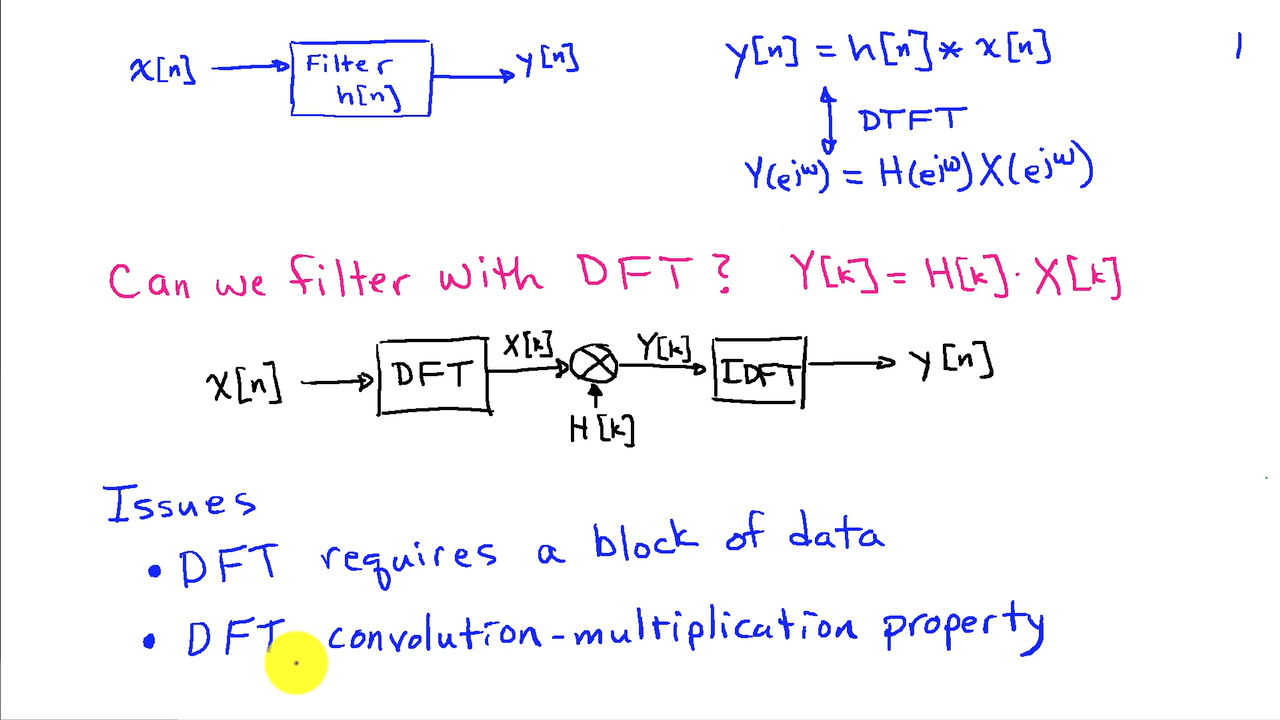 x[n] → Filter h[n] → y[n]
y[n] = h[n] * x[n]
1
↕ DTFT
Y(e^jω) = H(e^jω) X(e^jω)
Can we filter with DFT? Y[k] = H[k] · X[k]
x[n] → DFT X[k] → ⊗ Y[k] → IDFT → y[n]
H[k]
Issues
• DFT requires a block of data
• DFT convolution-multiplication property